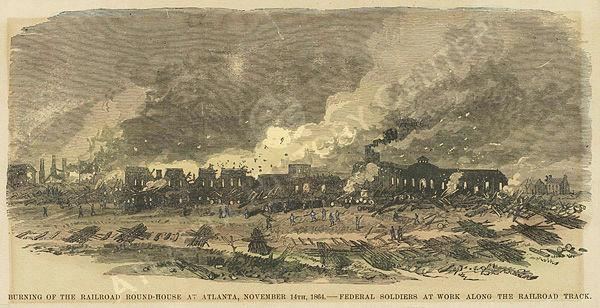 BURNING OF THE RAILROAD ROUND-HOUSE AT ATLANTA, NOVEMBER 14TH, 1864.—FEDERAL SOLDIERS AT WORK ALONG THE RAILROAD TRACK.